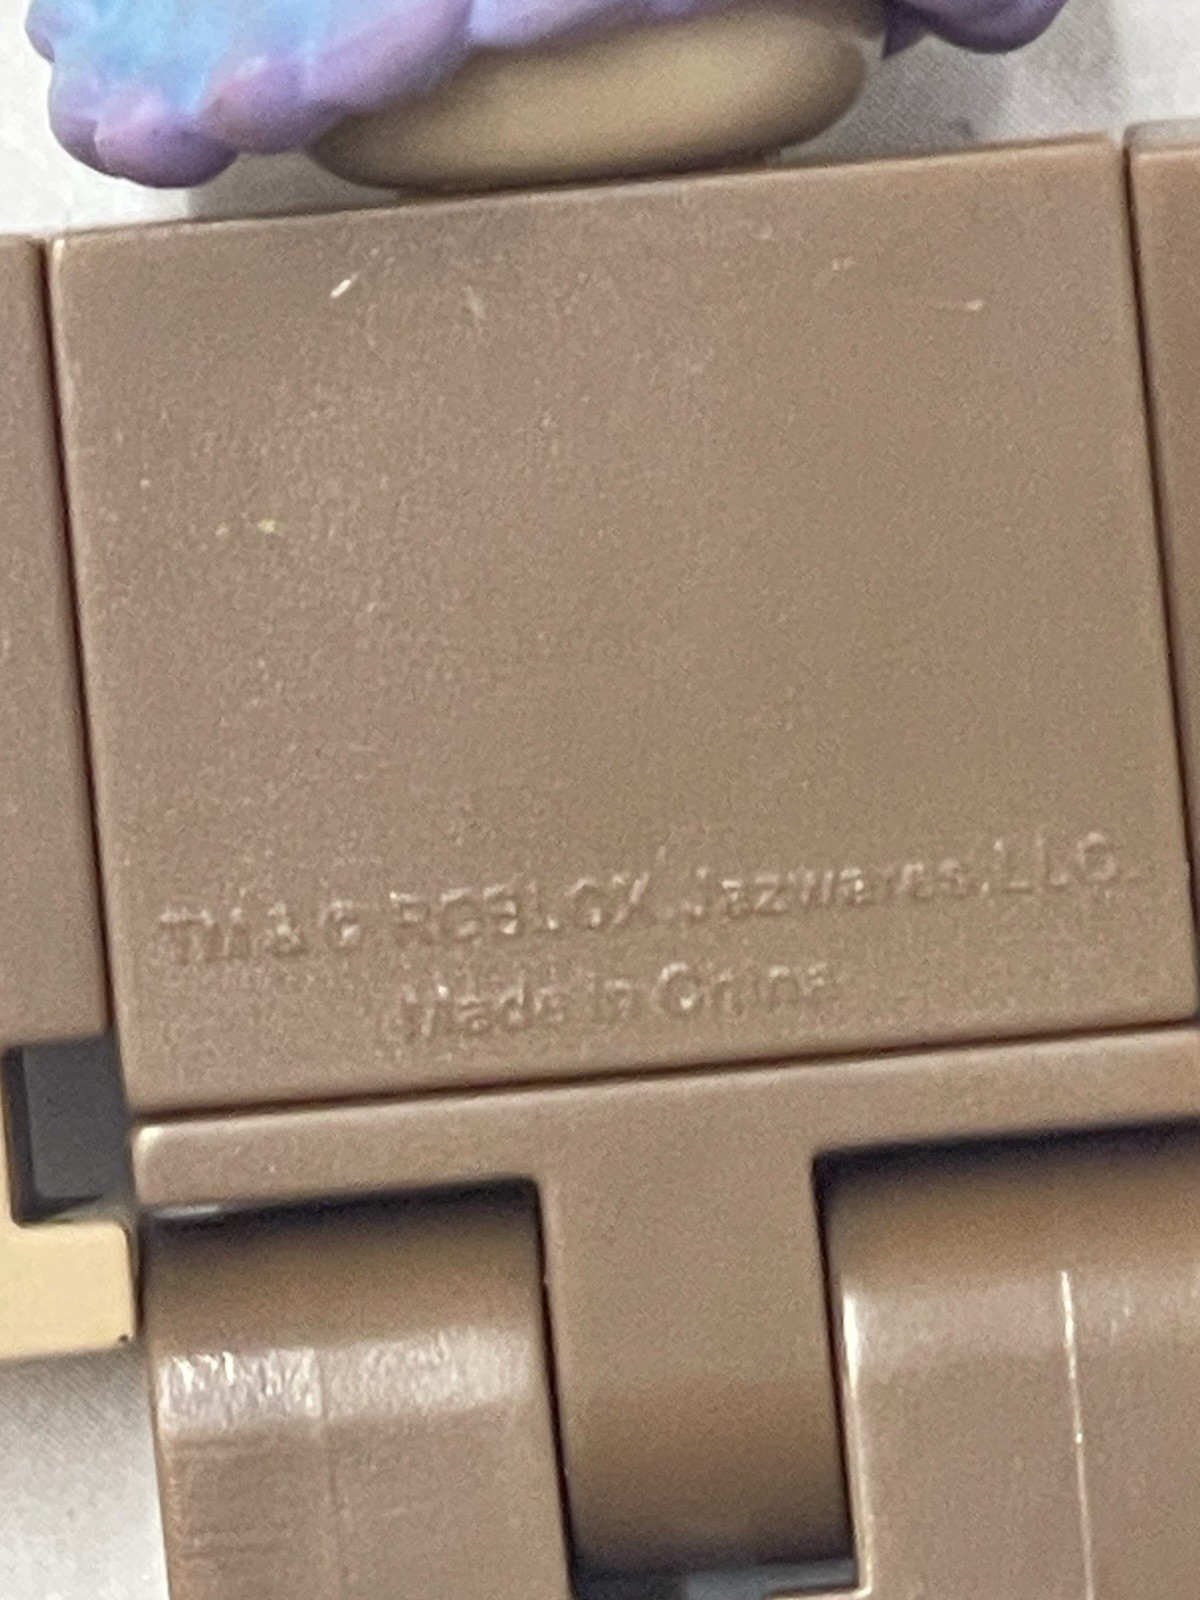 TM & © ROBLOX, Jazwares, LLC.
Made in China